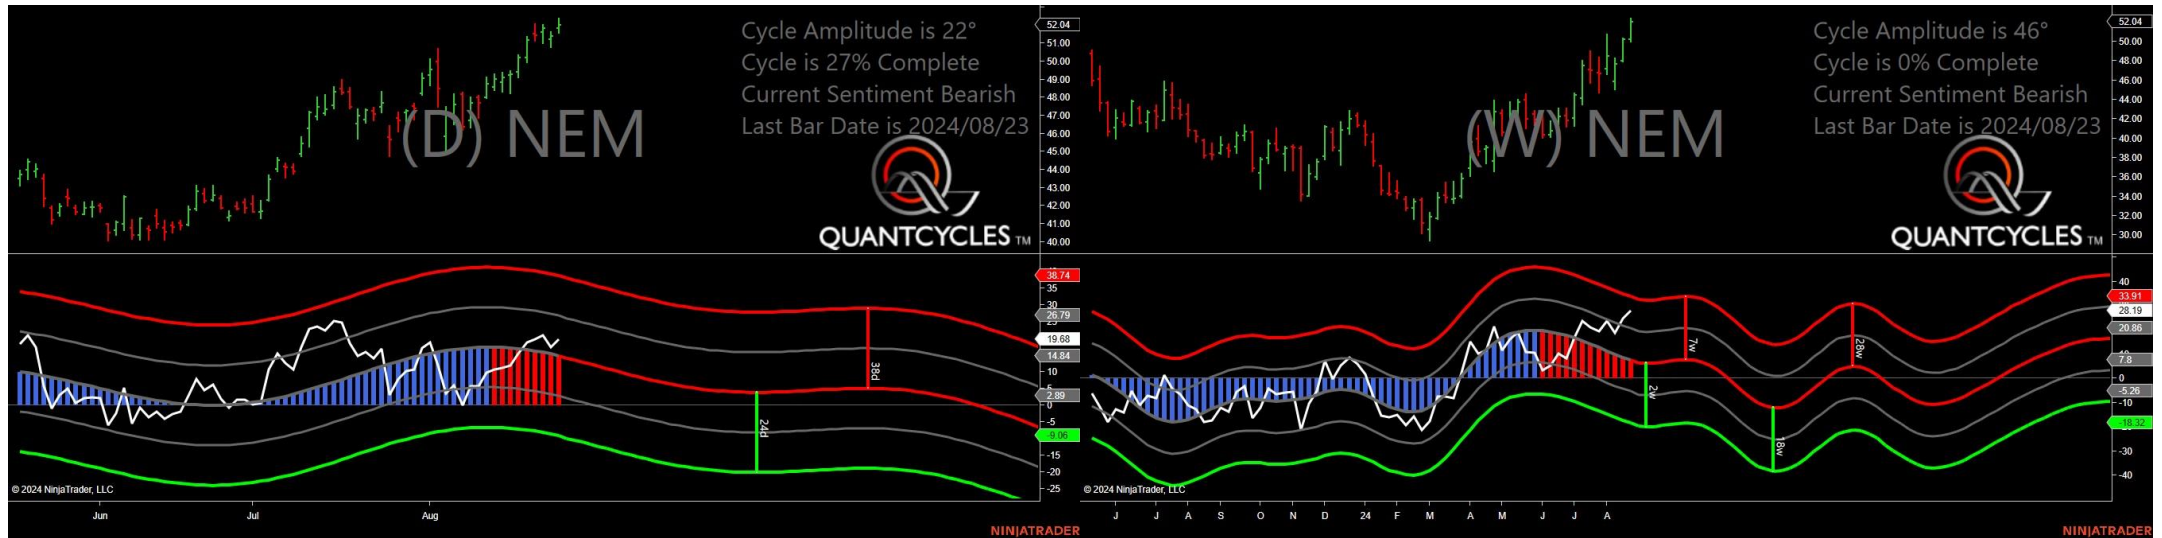 Cycle Amplitude is 22°
Cycle is 27% Complete
Current Sentiment Bearish
Last Bar Date is 2024/08/23
(D) NEM
QUANTCYCLES TM
52.04
51.00
50.00
49.00
48.00
47.00
46.00
45.00
44.00
43.00
42.00
41.00
40.00
38.74
35
30
26.79
19.68
14.84
10
5
2.89
0
-5
-9.06
-15
-20
-25
24d
38d
© 2024 NinjaTrader, LLC
Jun Jul Aug
NINJATRADER
Cycle Amplitude is 46°
Cycle is 0% Complete
Current Sentiment Bearish
Last Bar Date is 2024/08/23
(W) NEM
QUANTCYCLES TM
52.04
50.00
48.00
46.00
44.00
42.00
40.00
38.00
36.00
34.00
32.00
30.00
40
33.91
28.19
20.86
7.8
0
-5.26
-10
-18.32
-30
-40
2w
7w
18w
28w
© 2024 NinjaTrader, LLC
J J A S O N D 24 F M A M J J A
NINJATRADER